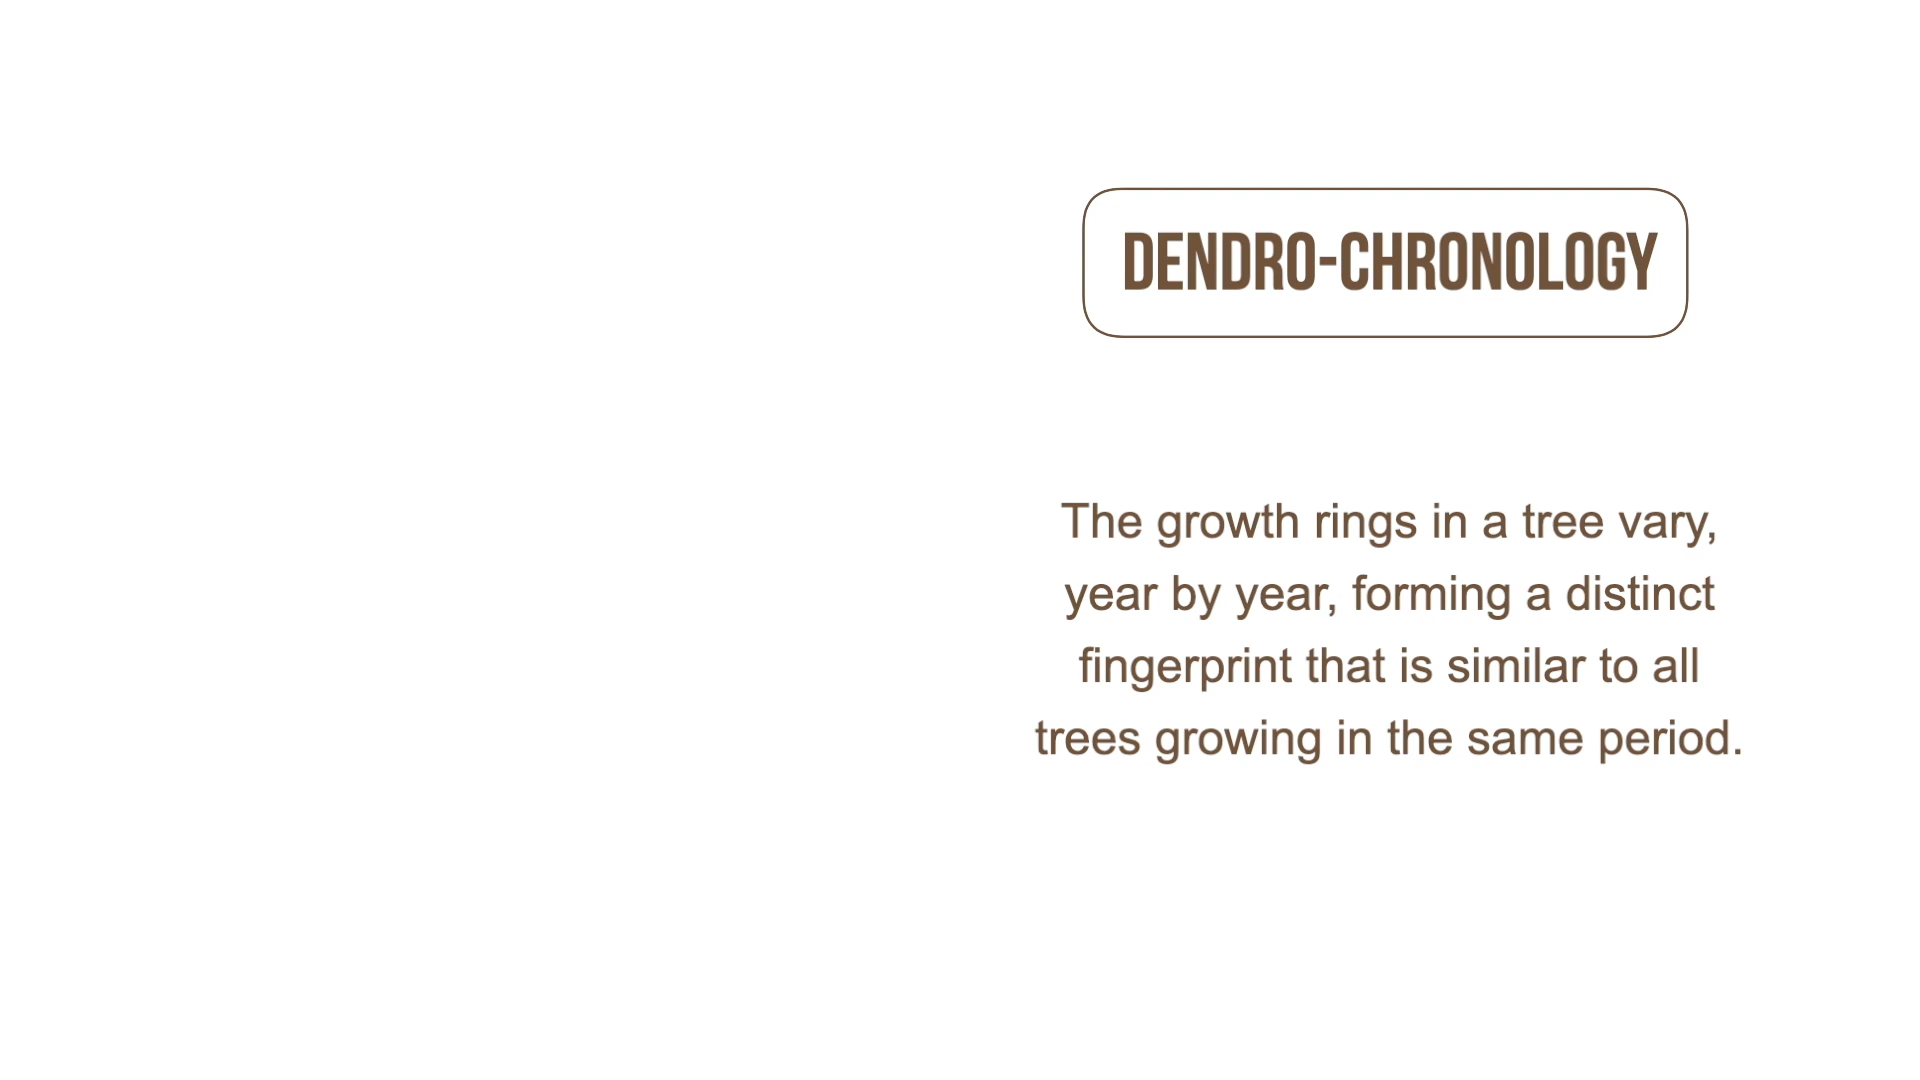 DENDRO-CHRONOLOGY
The growth rings in a tree vary,
year by year, forming a distinct
fingerprint that is similar to all
trees growing in the same period.